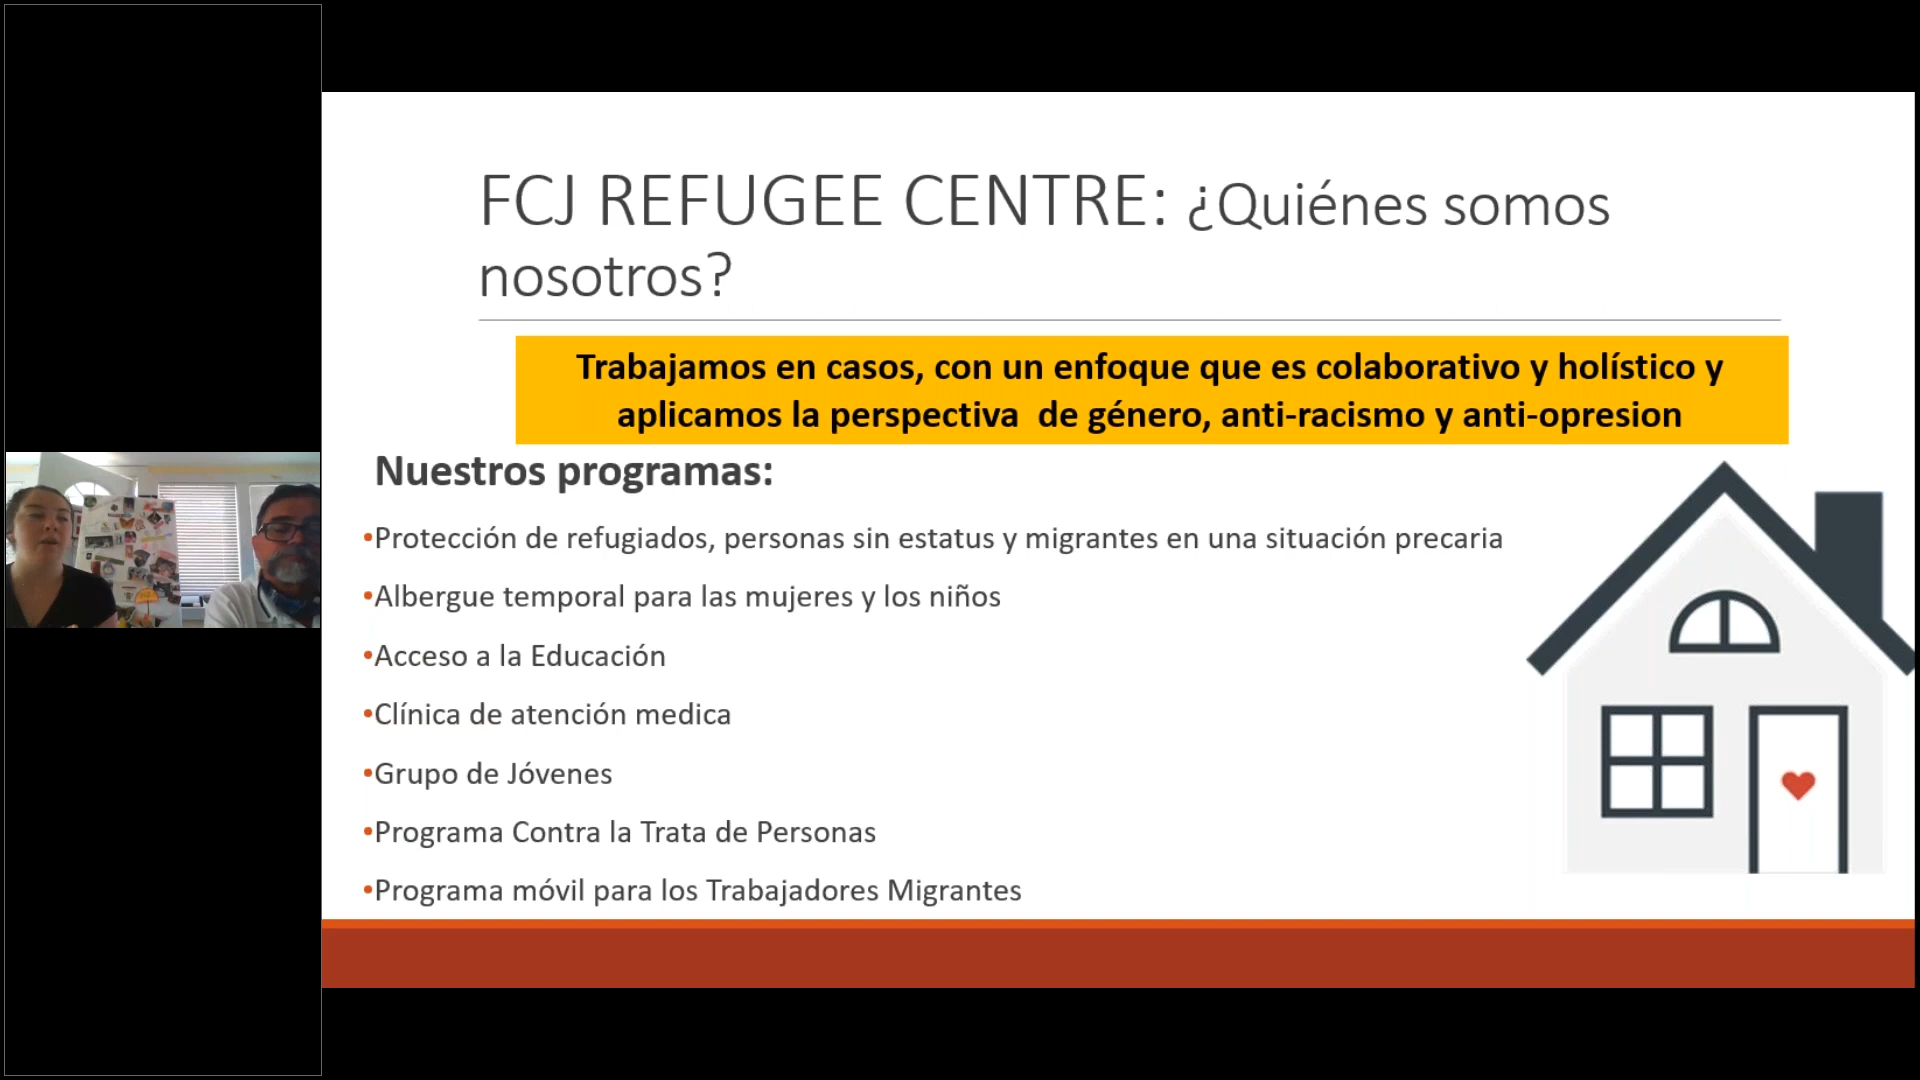 FCJ REFUGEE CENTRE: ¿Quiénes somos
nosotros?
Trabajamos en casos, con un enfoque que es colaborativo y holístico y
aplicamos la perspectiva  de género, anti-racismo y anti-opresion
Nuestros programas:
•Protección de refugiados, personas sin estatus y migrantes en una situación precaria
•Albergue temporal para las mujeres y los niños
•Acceso a la Educación
•Clínica de atención medica
•Grupo de Jóvenes
•Programa Contra la Trata de Personas
•Programa móvil para los Trabajadores Migrantes